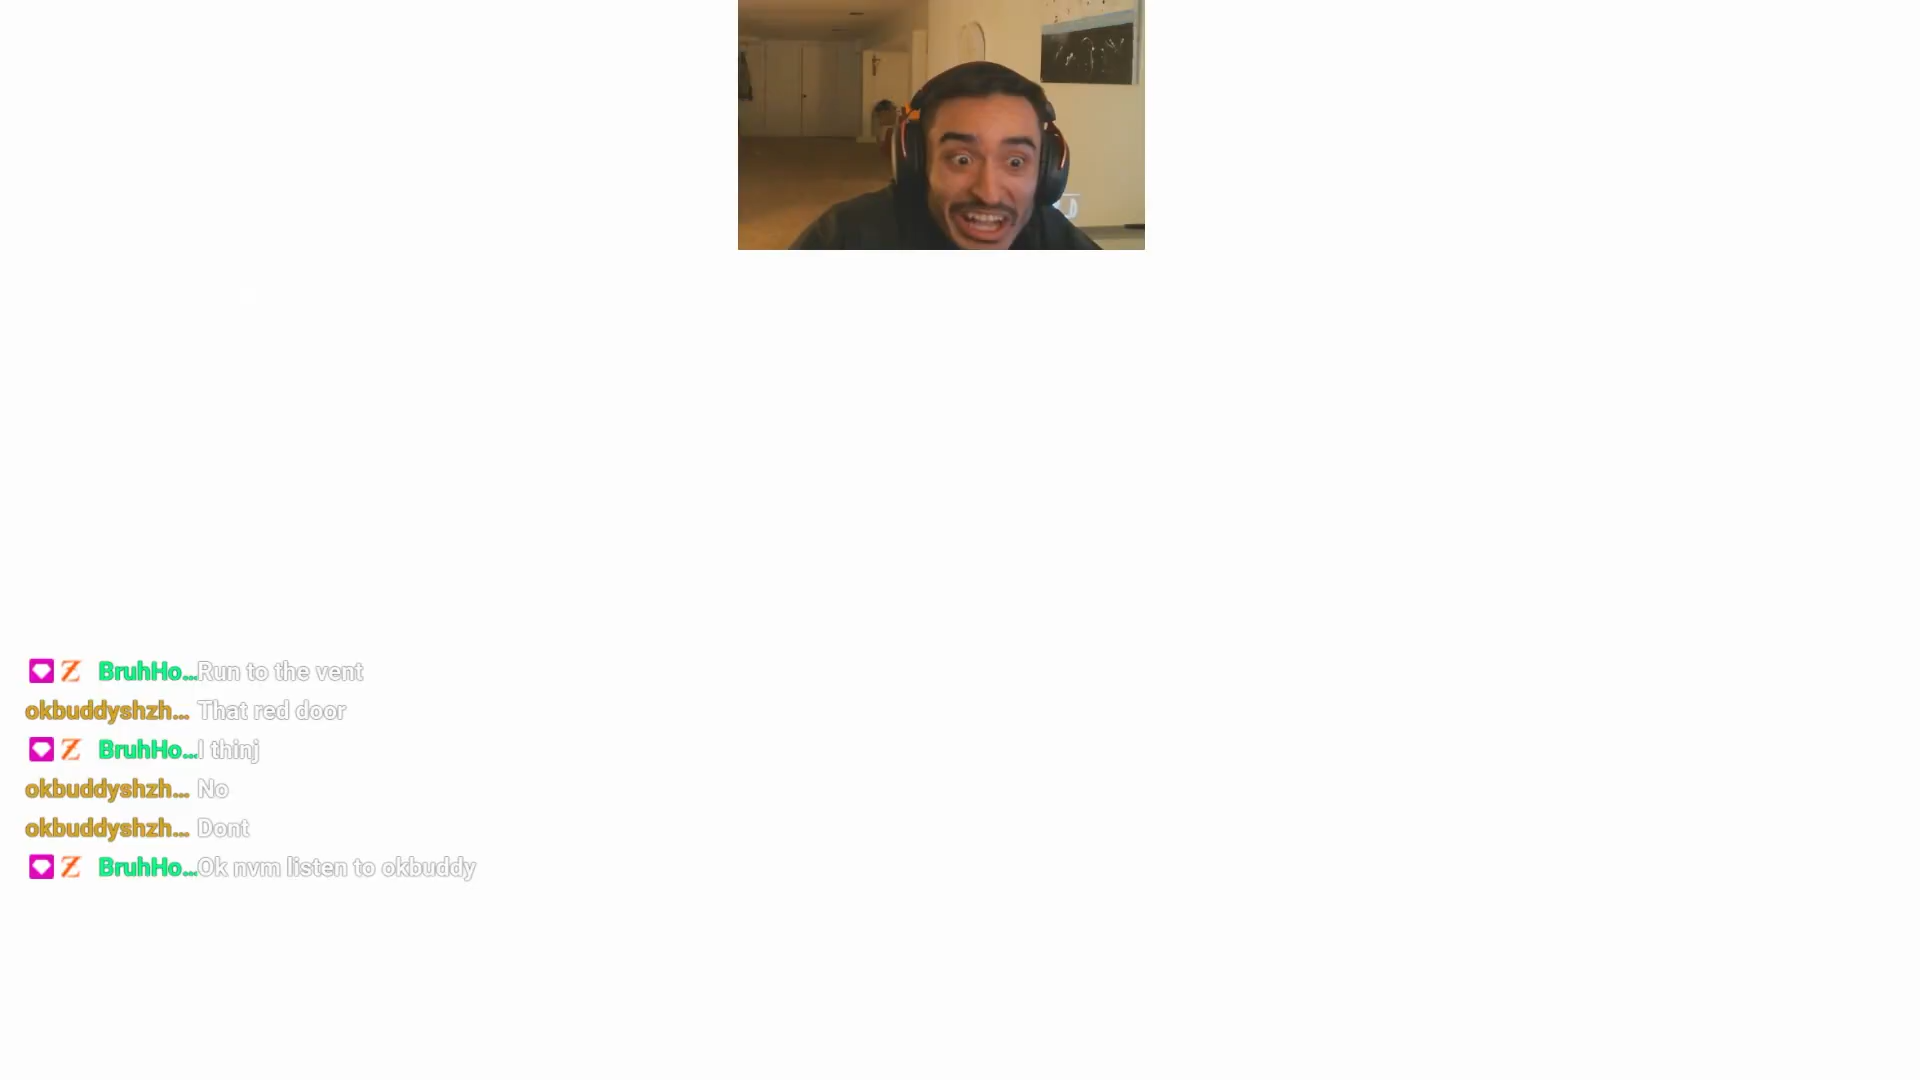 BruhHo... Run to the vent
okbuddyshzh... That red door
BruhHo... I thinj
okbuddyshzh... No
okbuddyshzh... Dont
BruhHo... Ok nvm listen to okbuddy